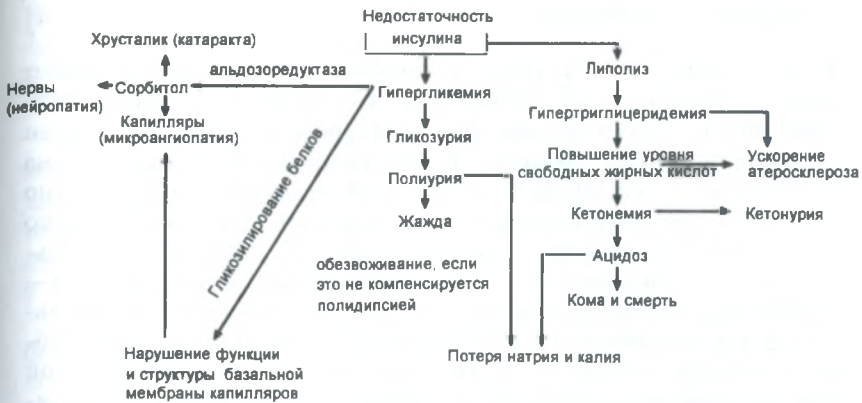 Недостаточность
инсулина
Хрусталик (катаракта)
альдозоредуктаза
Липолиз
Нервы
(нейропатия)
Сорбитол
Гипергликемия
Капилляры
(микроангиопатия)
Гипертриглицеридемия
Гликозурия
Гликозилирование белков
Повышение уровня
свободных жирных кислот
Ускорение
атеросклероза
Полиурия
Жажда
Кетонемия
Кетонурия
обезвоживание, если
это не компенсируется
полидипсией
Ацидоз
Кома и смерть
Нарушение функции
и структуры базальной
мембраны капилляров
Потеря натрия и калия